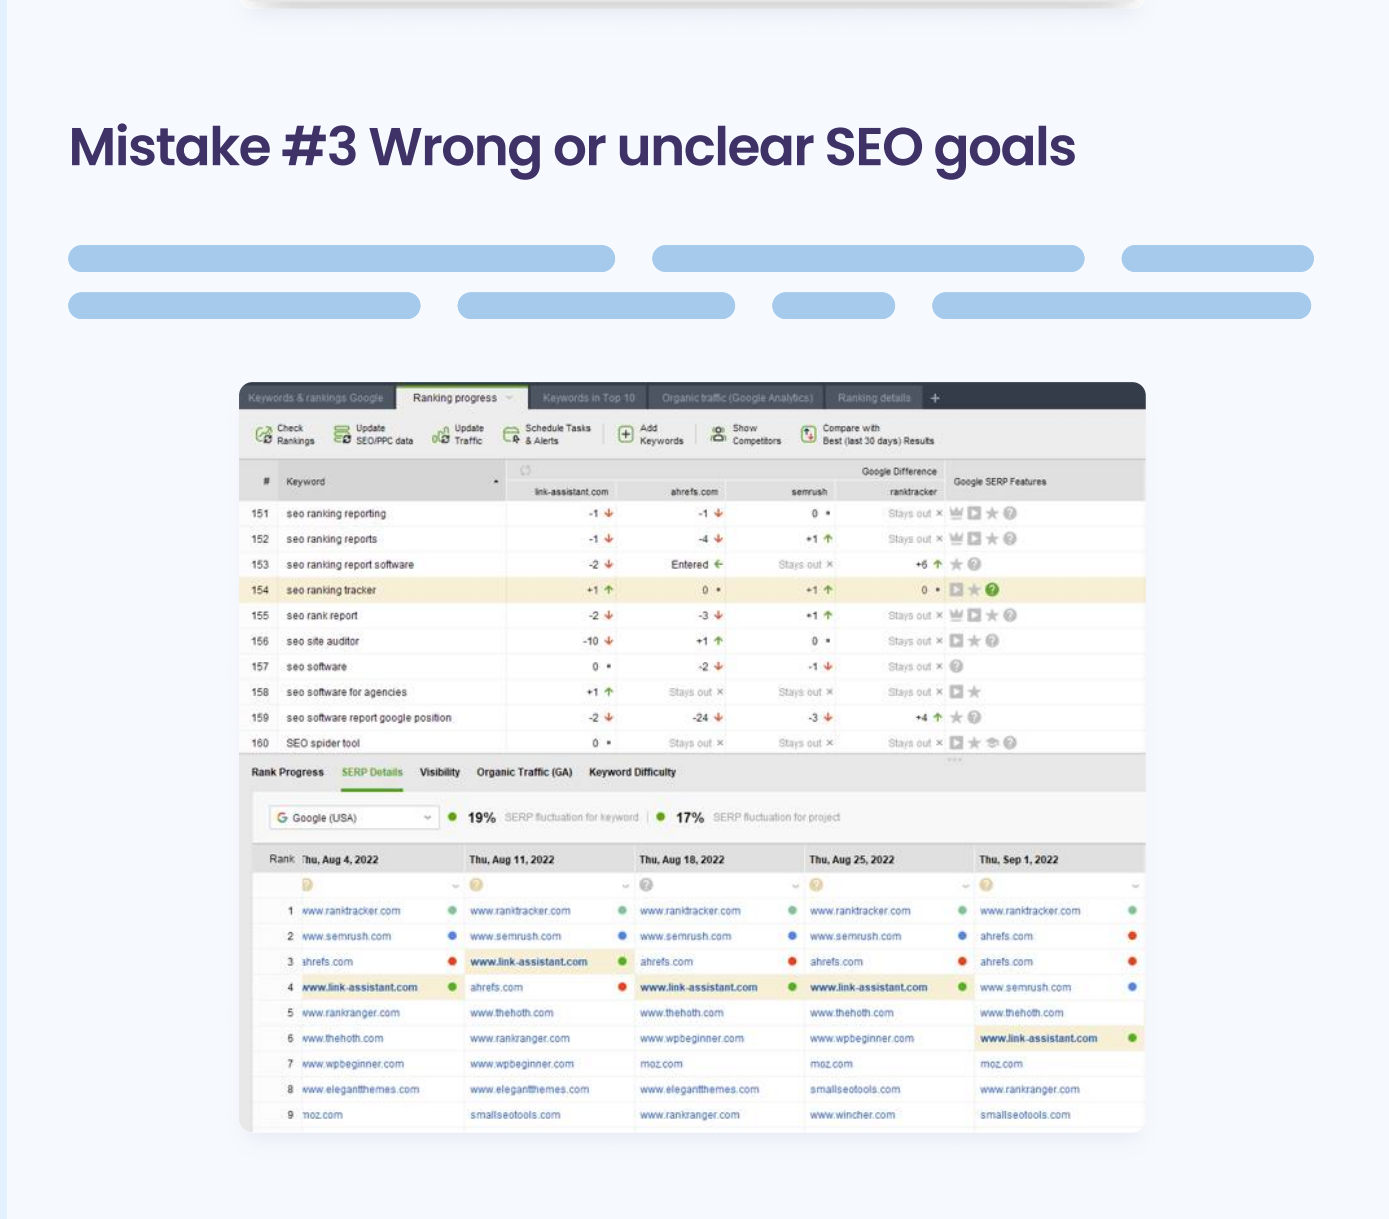 Mistake #3 Wrong or unclear SEO goals
Keywords & rankings Google Ranking progress Keywords in Top 10 Organic traffic (Google Analytics) Ranking details +
Check Rankings Update SEO/PPC data Update Traffic Schedule Tasks & Alerts Add Keywords Show Competitors Compare with Best (last 30 days) Results
# Keyword Google Difference Google SERP Features
link-assistant.com ahrefs.com semrush ranktracker
151 seo ranking reporting -1 -1 0 Stays out
152 seo ranking reports -1 -4 +1 Stays out
153 seo ranking report software -2 Entered Stays out +6
154 seo ranking tracker +1 0 +1 0
155 seo rank report -2 -3 +1 Stays out
156 seo site auditor -10 +1 0 Stays out
157 seo software 0 -2 -1 Stays out
158 seo software for agencies +1 Stays out Stays out Stays out
159 seo software report google position -2 -24 -3 +4
160 SEO spider tool 0 Stays out Stays out Stays out
Rank Progress SERP Details Visibility Organic Traffic (GA) Keyword Difficulty
Google (USA) 19% SERP fluctuation for keyword | 17% SERP fluctuation for project
Rank Thu, Aug 4, 2022 Thu, Aug 11, 2022 Thu, Aug 18, 2022 Thu, Aug 25, 2022 Thu, Sep 1, 2022
1 www.ranktracker.com www.ranktracker.com www.ranktracker.com www.ranktracker.com www.ranktracker.com
2 www.semrush.com www.semrush.com www.semrush.com www.semrush.com ahrefs.com
3 ahrefs.com www.link-assistant.com ahrefs.com ahrefs.com ahrefs.com
4 www.link-assistant.com ahrefs.com www.link-assistant.com www.link-assistant.com www.semrush.com
5 www.rankranger.com www.thehoth.com www.thehoth.com www.thehoth.com www.thehoth.com
6 www.thehoth.com www.rankranger.com www.wpbeginner.com www.wpbeginner.com www.link-assistant.com
7 www.wpbeginner.com www.wpbeginner.com moz.com moz.com moz.com
8 www.elegantthemes.com www.elegantthemes.com www.elegantthemes.com smallseotools.com www.rankranger.com
9 moz.com smallseotools.com www.rankranger.com www.wincher.com smallseotools.com